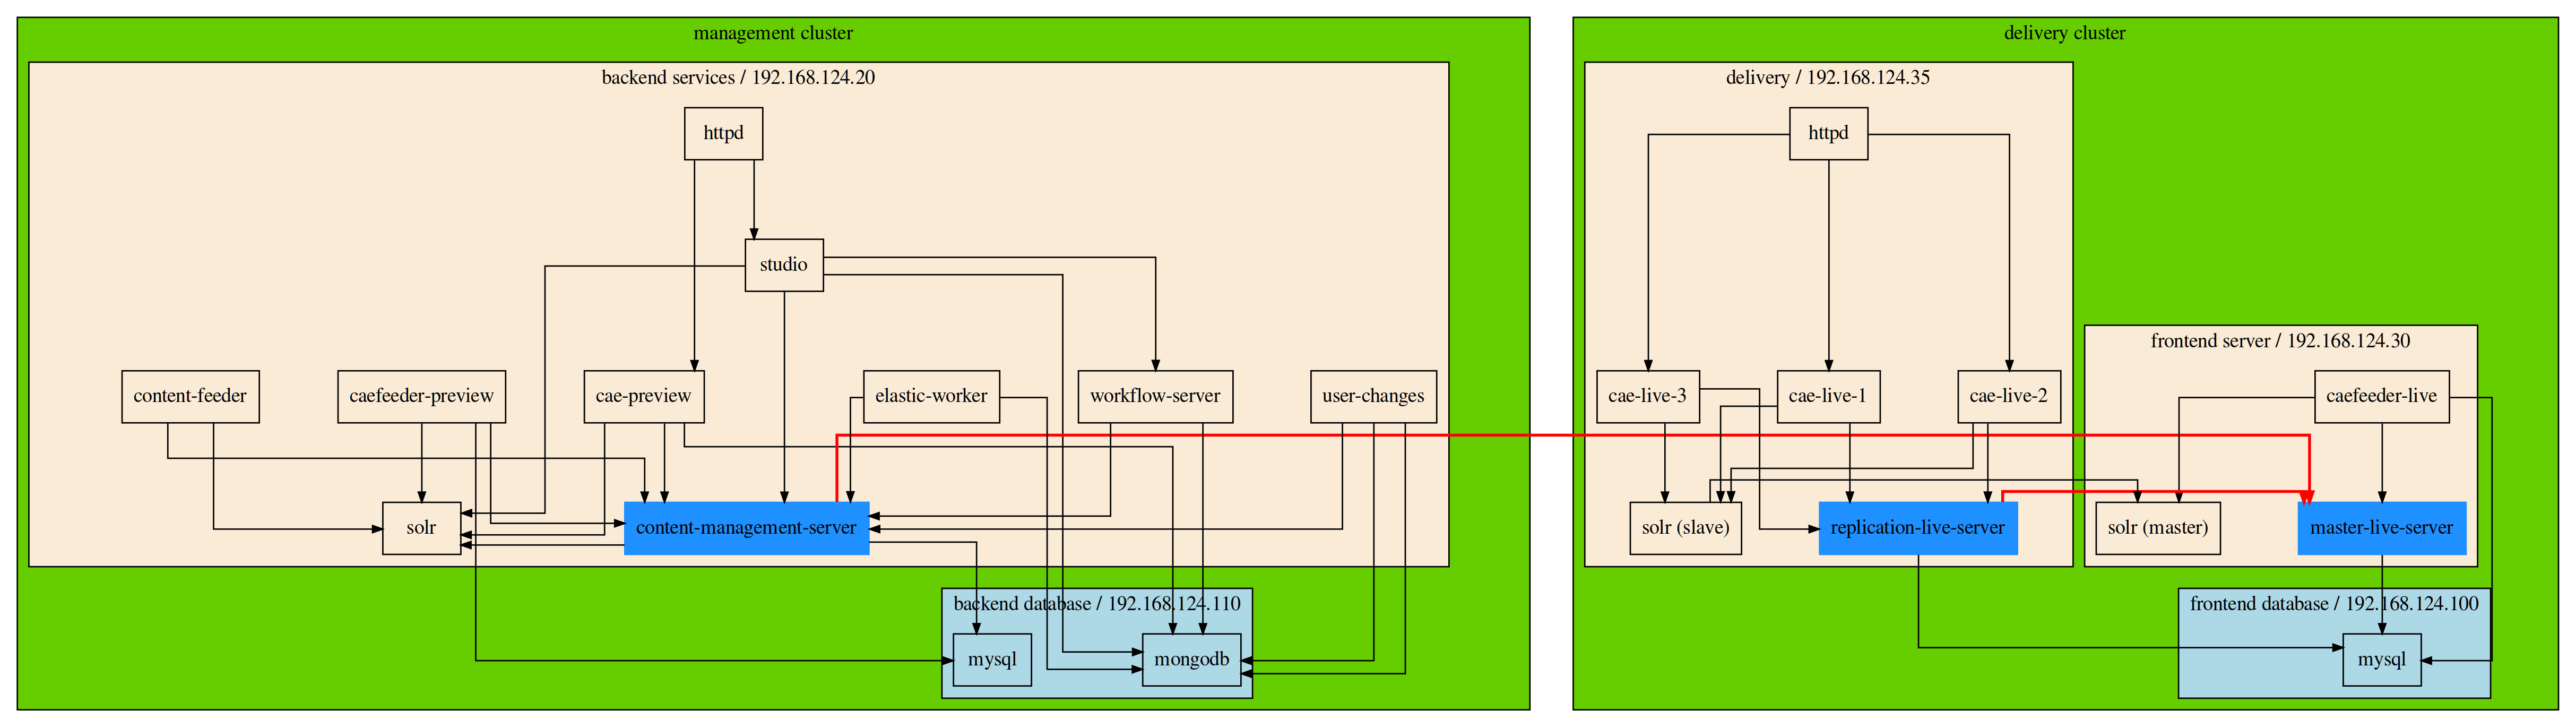 management cluster
backend services / 192.168.124.20
httpd
studio
content-feeder
caefeeder-preview
cae-preview
elastic-worker
workflow-server
user-changes
solr
content-management-server
backend database / 192.168.124.110
mysql
mongodb
delivery cluster
delivery / 192.168.124.35
httpd
cae-live-3
cae-live-1
cae-live-2
solr (slave)
replication-live-server
frontend server / 192.168.124.30
caefeeder-live
solr (master)
master-live-server
frontend database / 192.168.124.100
mysql